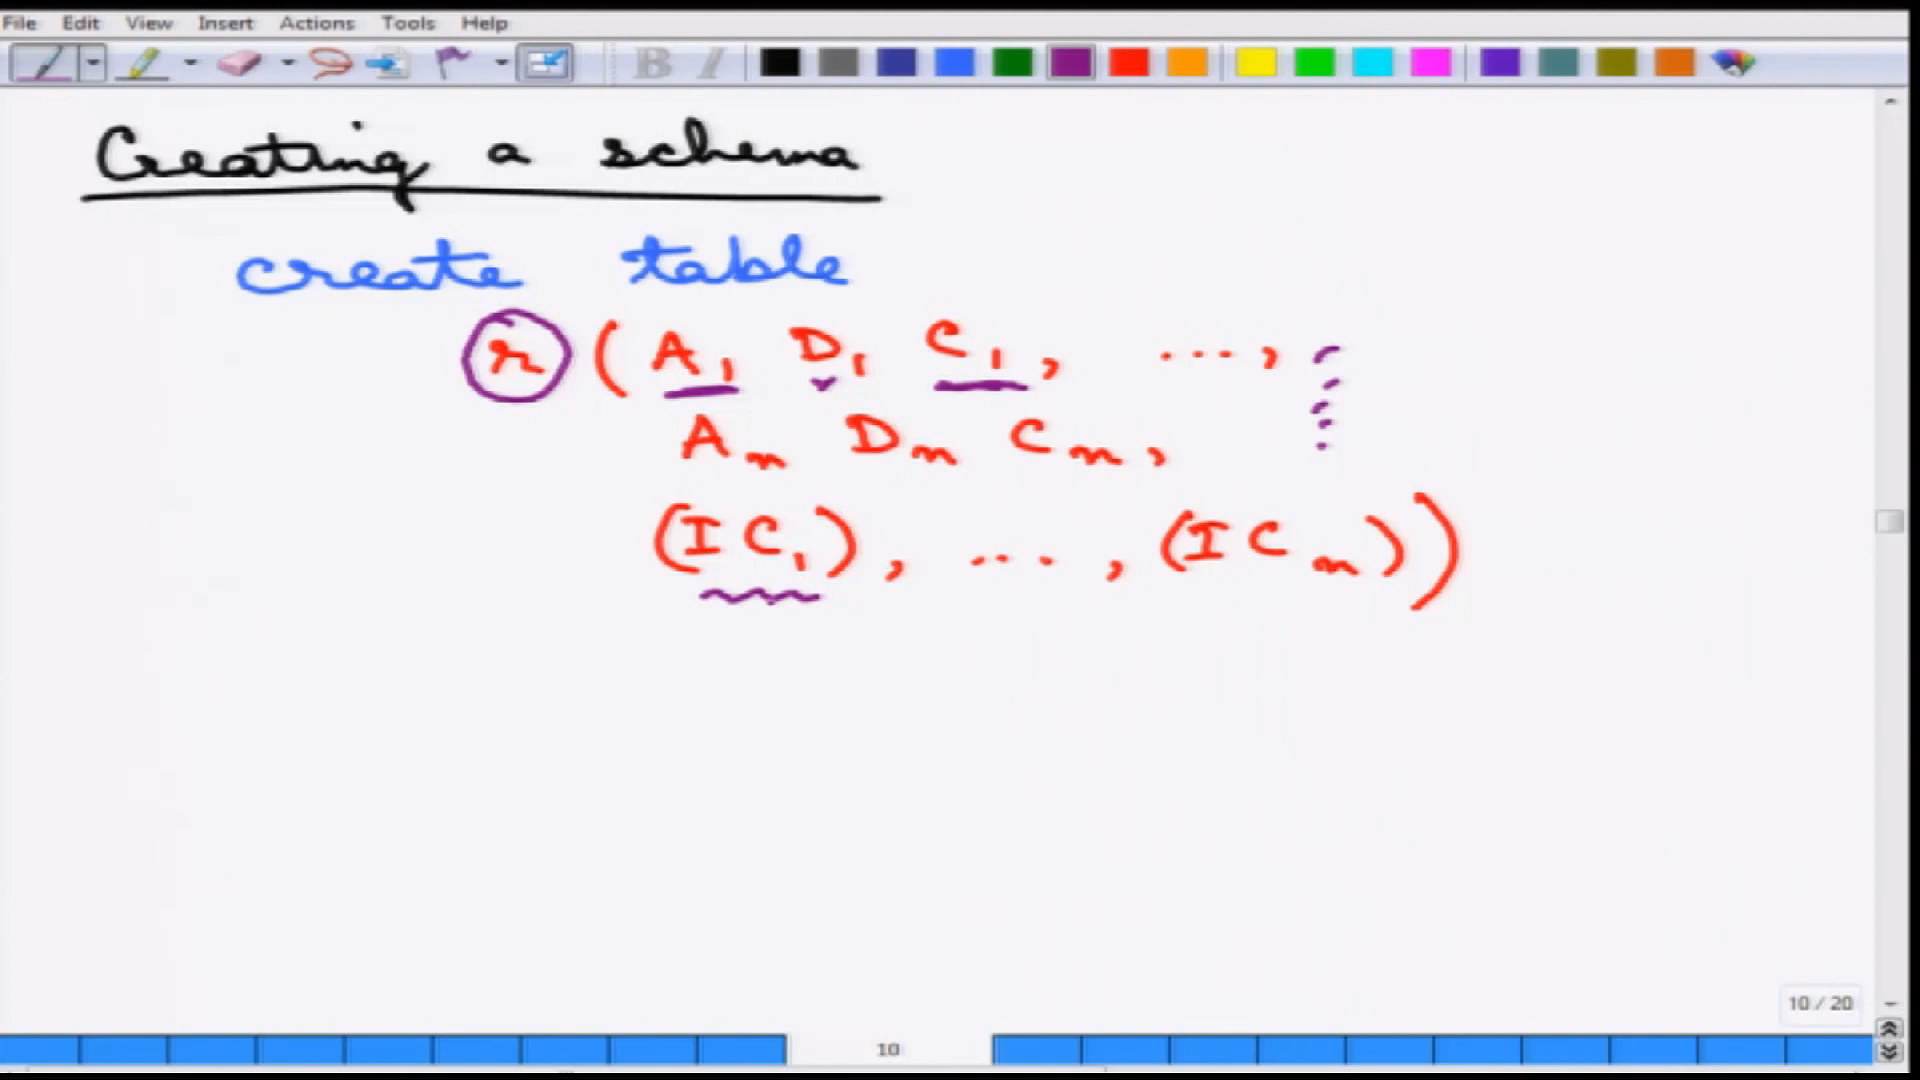 File Edit View Insert Actions Tools Help
B I
Creating a schema
create table
r ( A₁ D₁ C₁, ...,
Aₙ Dₙ Cₙ,
(IC₁), ..., (ICₙ))
10 / 20
10